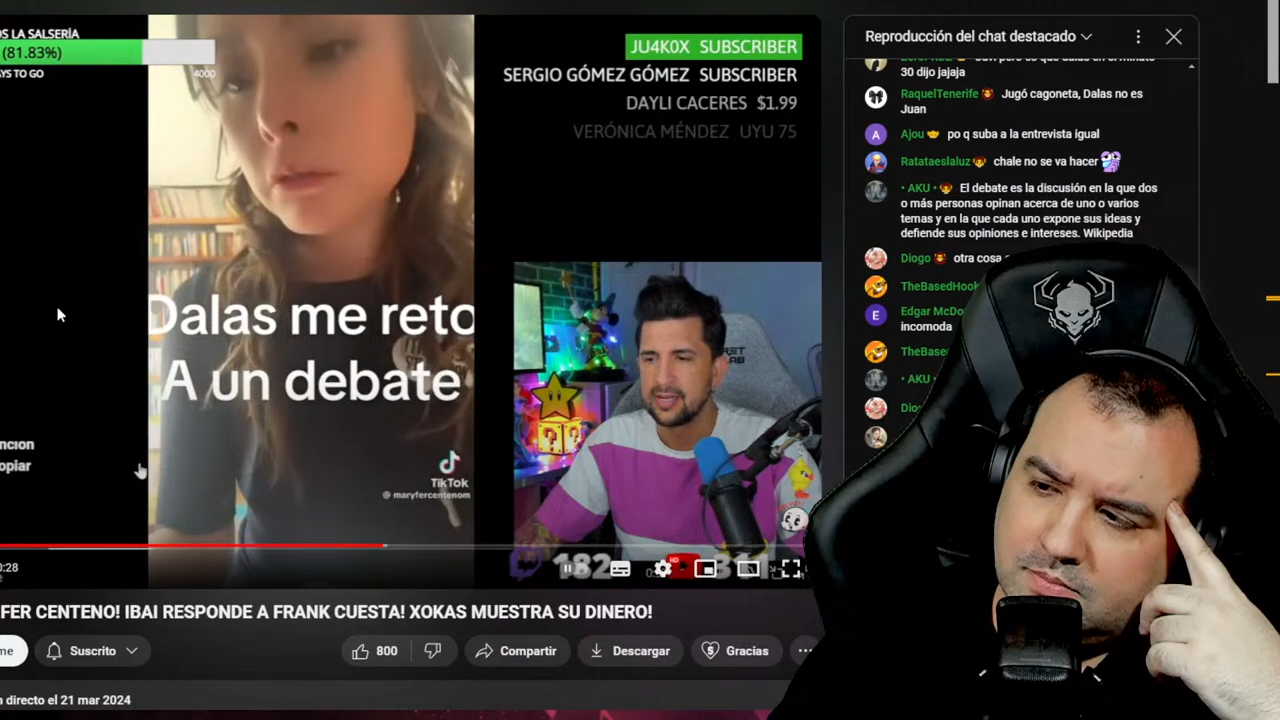 OS LA SALSERÍA
(81.83%)
AYS TO GO
4000
JU4K0X SUBSCRIBER
SERGIO GÓMEZ GÓMEZ SUBSCRIBER
DAYLI CACERES $1.99
VERÓNICA MÉNDEZ UYU 75
Dalas me reto
A un debate
ncion
opiar
TikTok
@maryfercentenom
182
311
0:28
FER CENTENO! IBAI RESPONDE A FRANK CUESTA! XOKAS MUESTRA SU DINERO!
me
Suscrito
800
Compartir
Descargar
Gracias
directo el 21 mar 2024
Reproducción del chat destacado
30 dijo jajaja
RaquelTenerife Jugó cagoneta, Dalas no es
Juan
A Ajou po q suba a la entrevista igual
Ratataeslaluz chale no se va hacer
• AKU • El debate es la discusión en la que dos
o más personas opinan acerca de uno o varios
temas y en la que cada uno expone sus ideas y
defiende sus opiniones e intereses. Wikipedia
Diogo otra cosa
TheBasedHook
E Edgar McDo
incomoda
TheBase
• AKU •
Dio